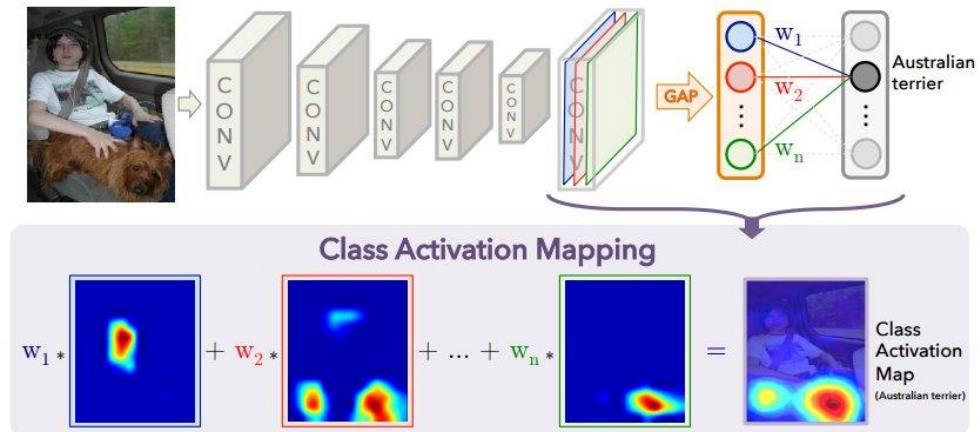 CONV
CONV
CONV
CONV
CONV
CONV
GAP
w1
w2
wn
Australian
terrier
Class Activation Mapping
w1 * + w2 * + ... + wn * =
Class
Activation
Map
(Australian terrier)